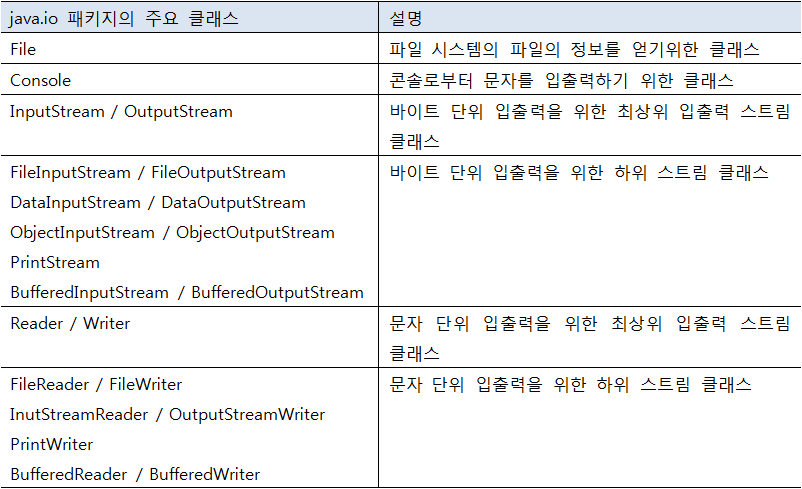 java.io 패키지의 주요 클래스
설명
File
파일 시스템의 파일의 정보를 얻기위한 클래스
Console
콘솔로부터 문자를 입출력하기 위한 클래스
InputStream / OutputStream
바이트 단위 입출력을 위한 최상위 입출력 스트림
클래스
FileInputStream / FileOutputStream
DataInputStream / DataOutputStream
ObjectInputStream / ObjectOutputStream
PrintStream
BufferedInputStream / BufferedOutputStream
바이트 단위 입출력을 위한 하위 스트림 클래스
Reader / Writer
문자 단위 입출력을 위한 최상위 입출력 스트림
클래스
FileReader / FileWriter
InutStreamReader / OutputStreamWriter
PrintWriter
BufferedReader / BufferedWriter
문자 단위 입출력을 위한 하위 스트림 클래스